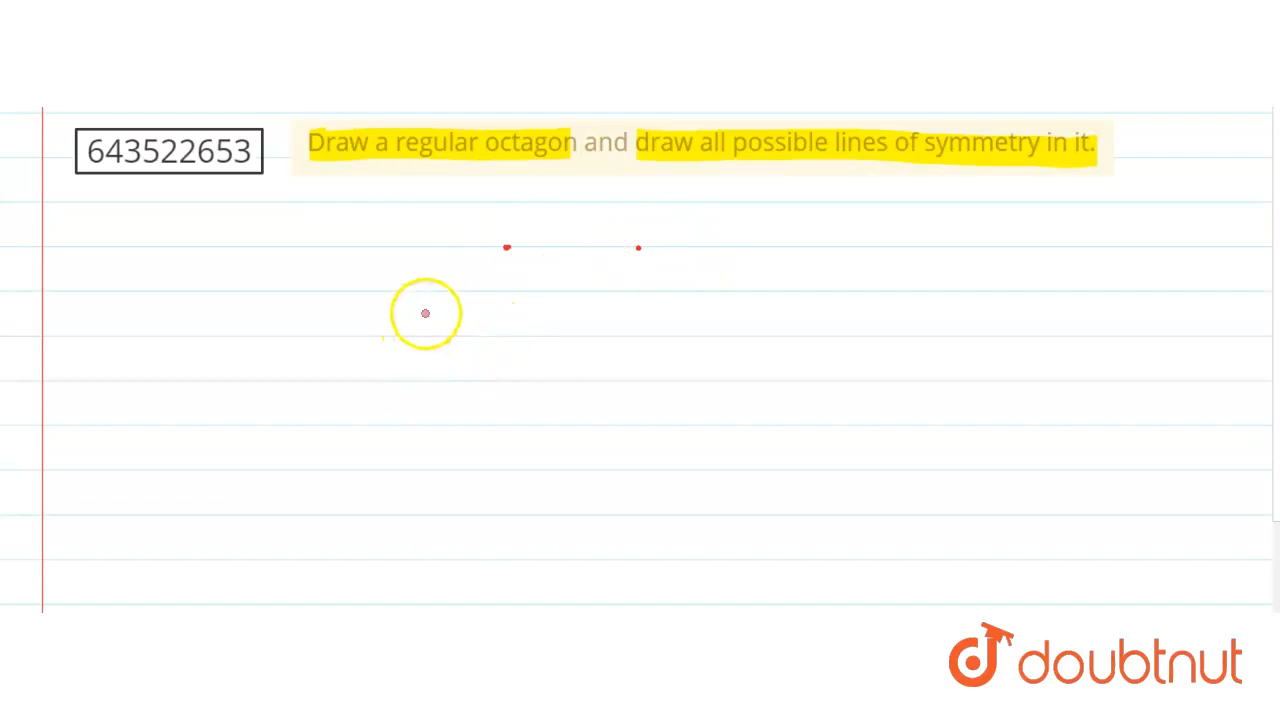 643522653
Draw a regular octagon and draw all possible lines of symmetry in it.
doubtnut